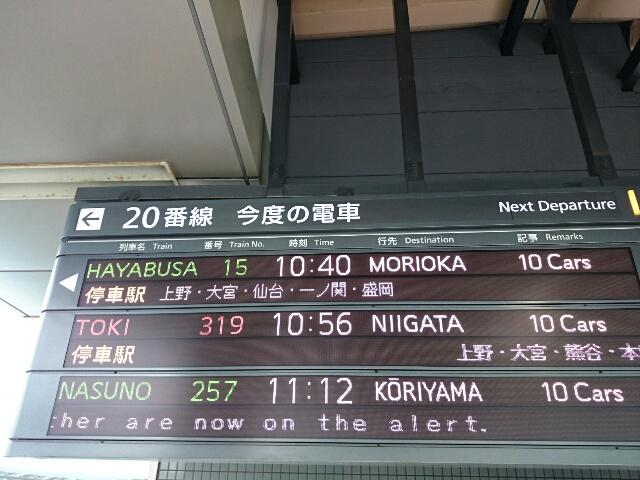 ← 20番線 今度の電車 Next Departure
列車名 Train 番号 Train No. 時刻 Time 行先 Destination 記事 Remarks
HAYABUSA 15 10:40 MORIOKA 10 Cars
停車駅 上野・大宮・仙台・一ノ関・盛岡
TOKI 319 10:56 NIIGATA 10 Cars
停車駅 上野・大宮・熊谷・本
NASUNO 257 11:12 KŌRIYAMA 10 Cars
ther are now on the alert.